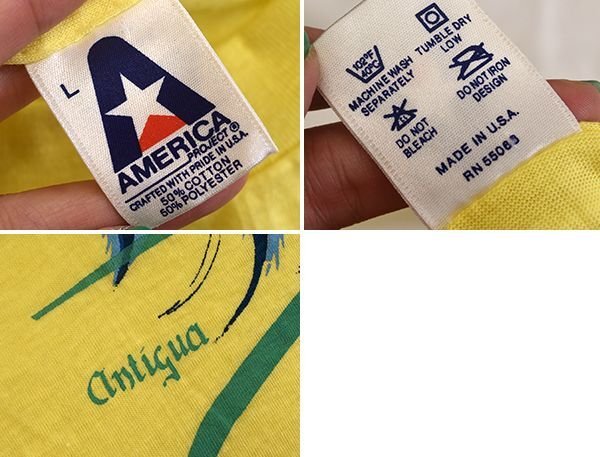 L
A
AMERICA®
PROJECT
CRAFTED WITH PRIDE IN U.S.A.
50% COTTON
50% POLYESTER
102°F
40°C
MACHINE WASH
SEPARATELY
TUMBLE DRY
LOW
DO NOT
BLEACH
DO NOT IRON
DESIGN
MADE IN U.S.A.
RN 55083
Antigua